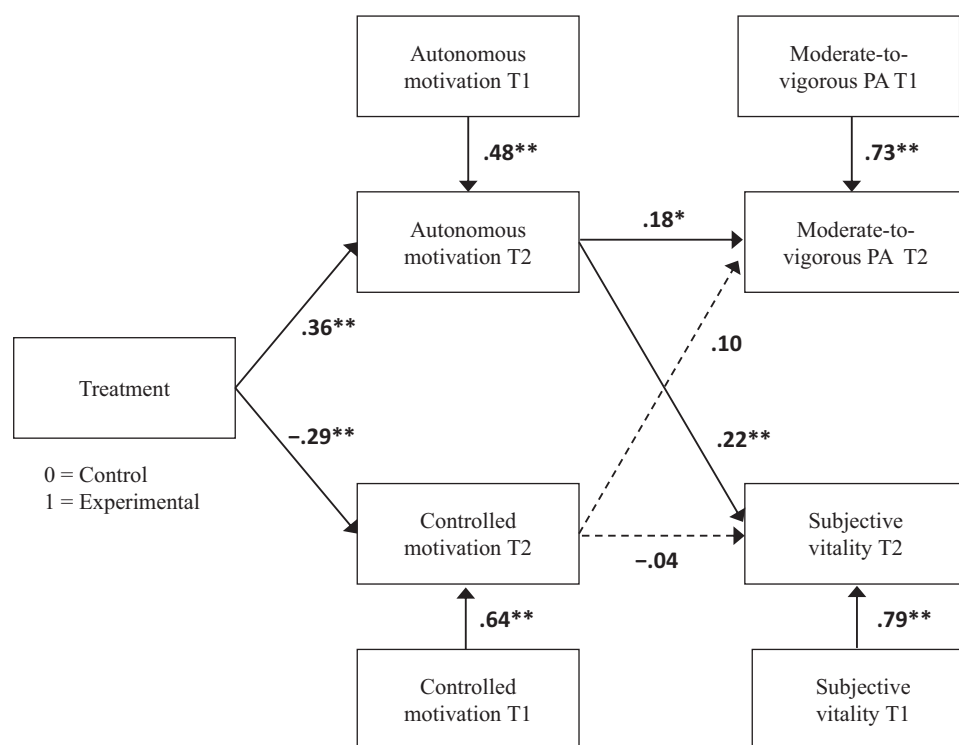 Autonomous
motivation T1
Moderate-to-
vigorous PA T1
.48**
.73**
Autonomous
motivation T2
.18*
Moderate-to-
vigorous PA T2
.36**
.10
Treatment
−.29**
.22**
0 = Control
1 = Experimental
Controlled
motivation T2
−.04
Subjective
vitality T2
.64**
.79**
Controlled
motivation T1
Subjective
vitality T1